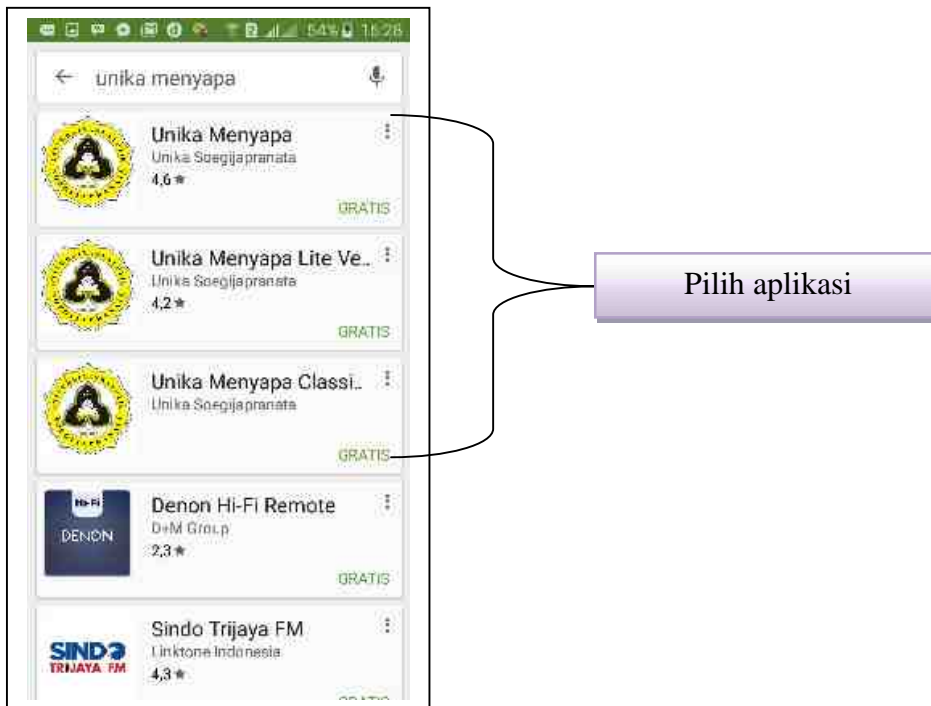 54% 15:28
unika menyapa
Unika Menyapa
Unika Soegijapranata
4,6★
GRATIS
Unika Menyapa Lite Ve..
Unika Soegijapranata
4,2★
GRATIS
Unika Menyapa Classi..
Unika Soegijapranata
GRATIS
Pilih aplikasi
Hi-Fi
DENON
Denon Hi-Fi Remote
D+M Group
2,3★
GRATIS
SINDO
TRIJAYA FM
Sindo Trijaya FM
Linktone Indonesia
4,3★
GRATIS